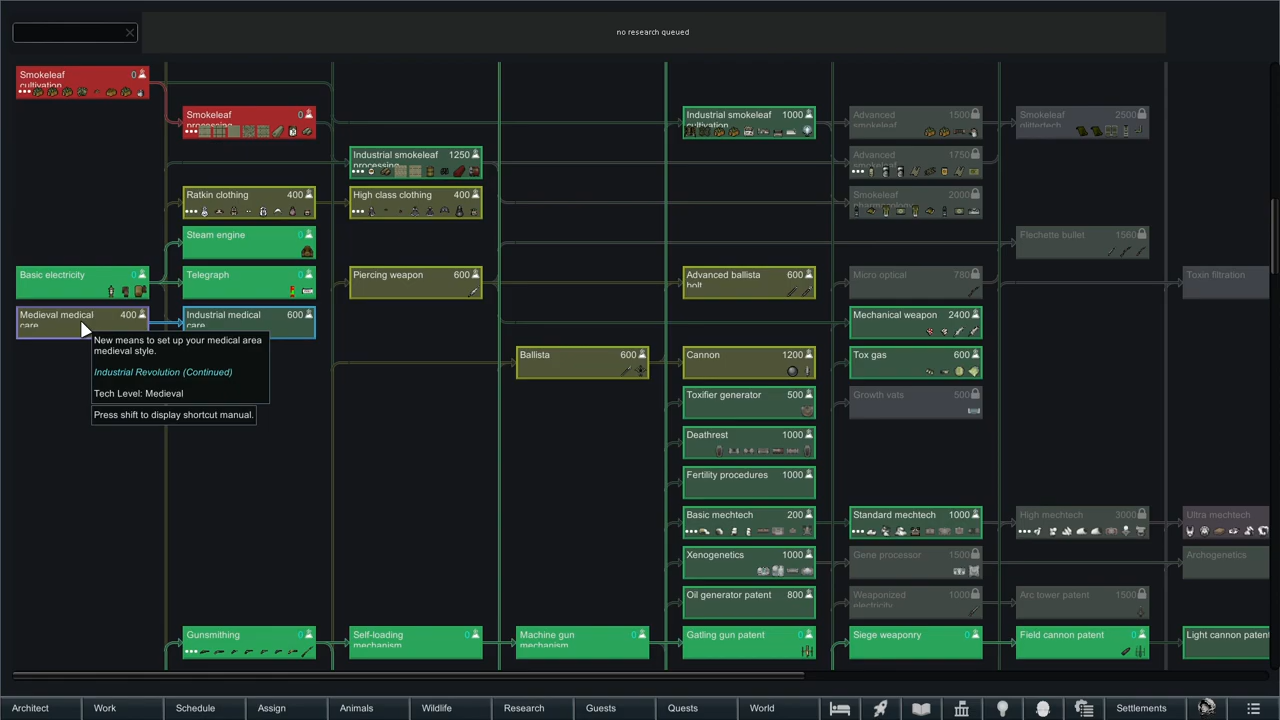 no research queued
Smokeleaf 0
cultivation
Smokeleaf 0
processing
Industrial smokeleaf 1000
cultivation
Advanced 1500
smokeleaf
Smokeleaf 2500
glittertech
Industrial smokeleaf 1250
processing
Advanced 1750
smokeleaf
Ratkin clothing 400
High class clothing 400
Smokeleaf 2000
pharmacology
Steam engine 0
Flechette bullet 1560
Basic electricity 0
Telegraph 0
Piercing weapon 600
Advanced ballista 600
bolt
Micro optical 780
Toxin filtration
Medieval medical 400
care
Industrial medical 600
care
Mechanical weapon 2400
New means to set up your medical area
medieval style.
Industrial Revolution (Continued)
Tech Level: Medieval
Press shift to display shortcut manual.
Ballista 600
Cannon 1200
Tox gas 600
Toxifier generator 500
Growth vats 500
Deathrest 1000
Fertility procedures 1000
Basic mechtech 200
Standard mechtech 1000
High mechtech 3000
Ultra mechtech
Xenogenetics 1000
Gene processor 1500
Archogenetics
Oil generator patent 800
Weaponized 1000
electricity
Arc tower patent 1500
Gunsmithing 0
Self-loading 0
mechanism
Machine gun 0
mechanism
Gatling gun patent 0
Siege weaponry 0
Field cannon patent 0
Light cannon patent
Architect Work Schedule Assign Animals Wildlife Research Guests Quests World Settlements